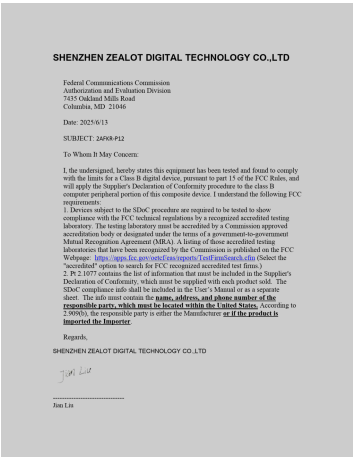 SHENZHEN ZEALOT DIGITAL TECHNOLOGY CO.,LTD
Federal Communications Commission
Authorization and Evaluation Division
7435 Oakland Mills Road
Columbia, MD  21046
Date: 2025/6/13
SUBJECT: 2AFKR-P12
To Whom It May Concern:
I, the undersigned, hereby states this equipment has been tested and found to comply
with the limits for a Class B digital device, pursuant to part 15 of the FCC Rules, and
will apply the Supplier's Declaration of Conformity procedure to the class B
computer peripheral portion of this composite device. I understand the following FCC
requirements:
1. Devices subject to the SDoC procedure are required to be tested to show
compliance with the FCC technical regulations by a recognized accredited testing
laboratory. The testing laboratory must be accredited by a Commission approved
accreditation body or designated under the terms of a government-to-government
Mutual Recognition Agreement (MRA). A listing of those accredited testing
laboratories that have been recognized by the Commission is published on the FCC
Webpage:  https://apps.fcc.gov/oetcf/eas/reports/TestFirmSearch.cfm (Select the
"accredited" option to search for FCC recognized accredited test firms.)
2. Pt 2.1077 contains the list of information that must be included in the Supplier's
Declaration of Conformity, which must be supplied with each product sold.  The
SDoC compliance info shall be included in the User's Manual or as a separate
sheet.  The info must contain the name, address, and phone number of the
responsible party, which must be located within the United States. According to
2.909(b), the responsible party is either the Manufacturer or if the product is
imported the Importer.
Regards,
SHENZHEN ZEALOT DIGITAL TECHNOLOGY CO.,LTD
Jian Liu
-------------------------------
Jian Liu